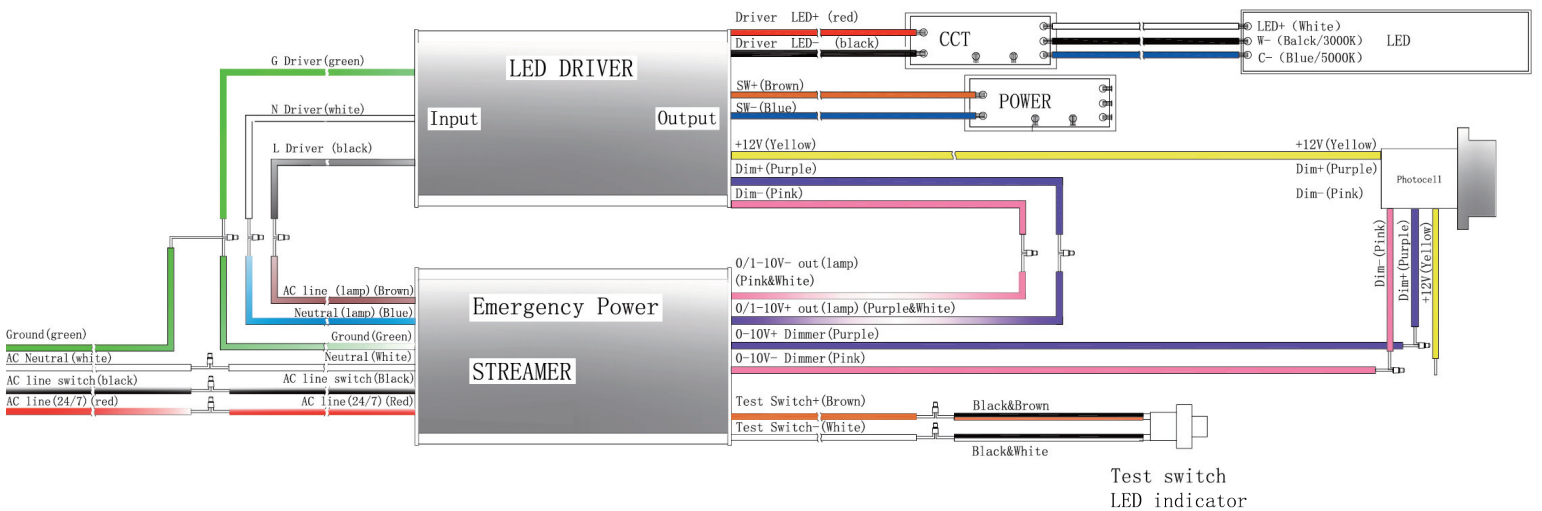 Driver LED+ (red)
Driver LED- (black)
CCT
LED+ (White)
W- (Balck/3000K)
C- (Blue/5000K)
LED
G Driver(green)
LED DRIVER
N Driver(white)
Input
Output
L Driver (black)
SW+(Brown)
SW-(Blue)
POWER
+12V(Yellow)
Dim+(Purple)
Dim-(Pink)
+12V(Yellow)
Dim+(Purple)
Dim-(Pink)
Photocell
Dim-(Pink)
Dim+(Purple)
+12V(Yellow)
AC line (lamp)(Brown)
Neutral(lamp)(Blue)
Ground(Green)
Neutral(White)
AC line switch(Black)
AC line(24/7)(Red)
Ground(green)
AC Neutral(white)
AC line switch(black)
AC line(24/7)(red)
Emergency Power
STREAMER
0/1-10V- out(lamp)
(Pink&White)
0/1-10V+ out(lamp)(Purple&White)
0-10V+ Dimmer(Purple)
0-10V- Dimmer(Pink)
Test Switch+(Brown)
Test Switch-(White)
Black&Brown
Black&White
Test switch
LED indicator